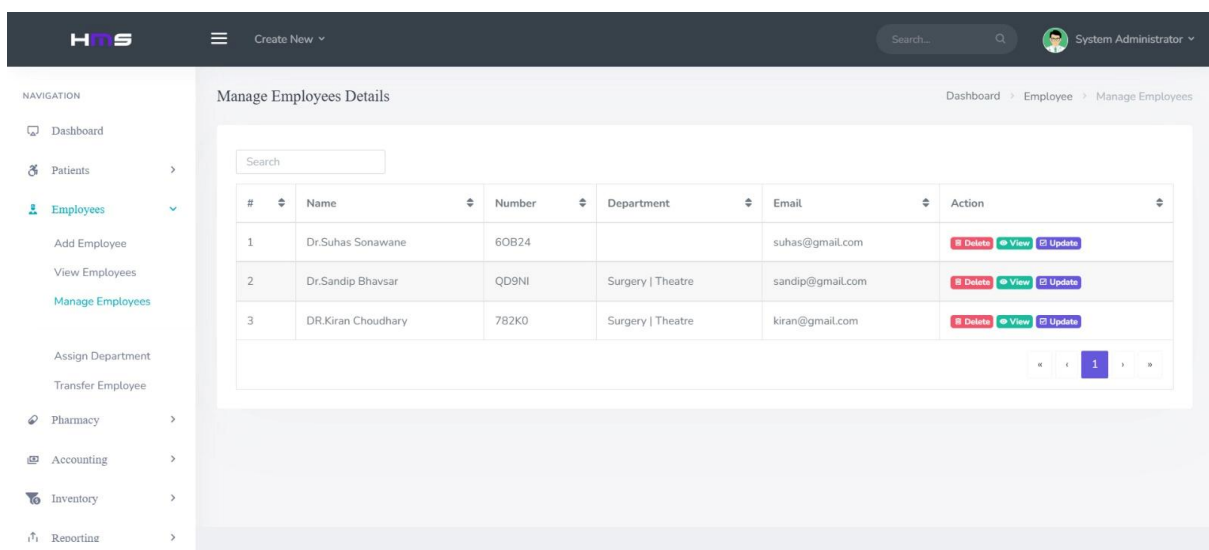 HMS
Create New
Search...
System Administrator
NAVIGATION
Dashboard
Patients
Employees
Add Employee
View Employees
Manage Employees
Assign Department
Transfer Employee
Pharmacy
Accounting
Inventory
Reporting
Manage Employees Details
Dashboard > Employee > Manage Employees
Search
# Name Number Department Email Action
1 Dr.Suhas Sonawane 6OB24 suhas@gmail.com Delete View Update
2 Dr.Sandip Bhavsar QD9NI Surgery | Theatre sandip@gmail.com Delete View Update
3 DR.Kiran Choudhary 782K0 Surgery | Theatre kiran@gmail.com Delete View Update
« ‹ 1 › »